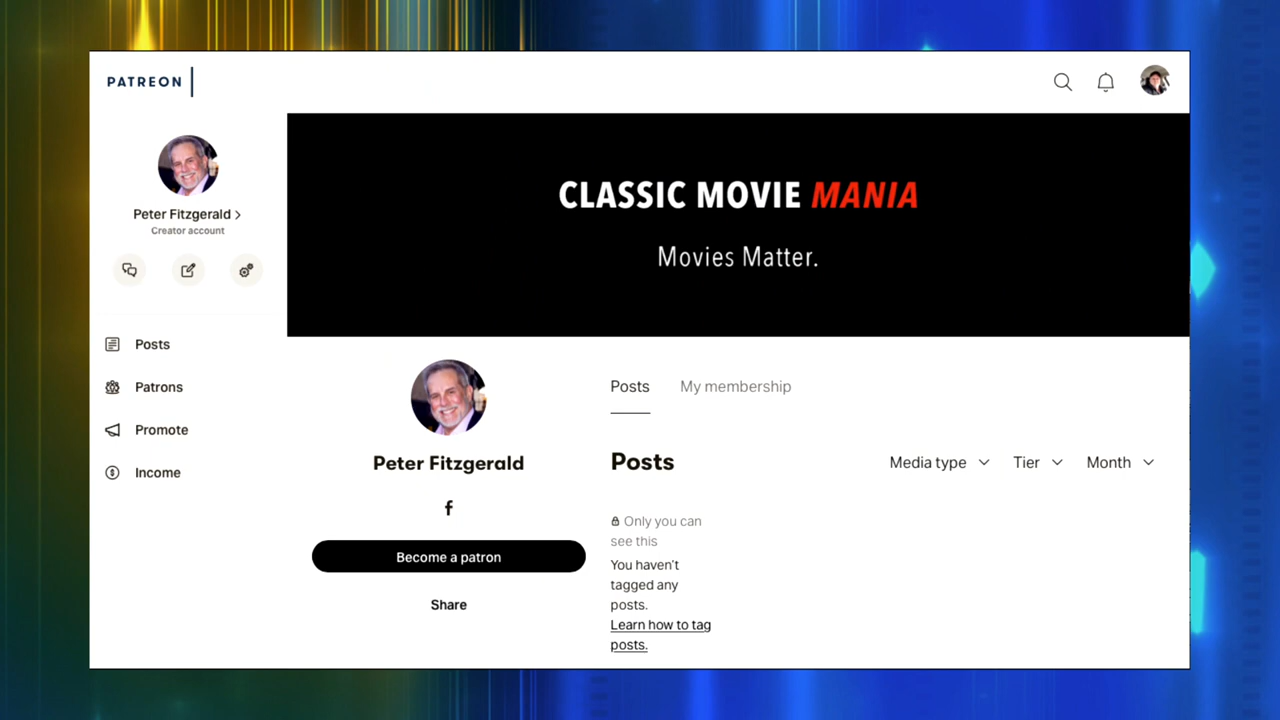 PATREON
Peter Fitzgerald
Creator account
Posts
Patrons
Promote
Income
CLASSIC MOVIE MANIA
Movies Matter.
Peter Fitzgerald
f
Become a patron
Share
Posts My membership
Posts
Media type Tier Month
Only you can
see this
You haven't
tagged any
posts.
Learn how to tag
posts.